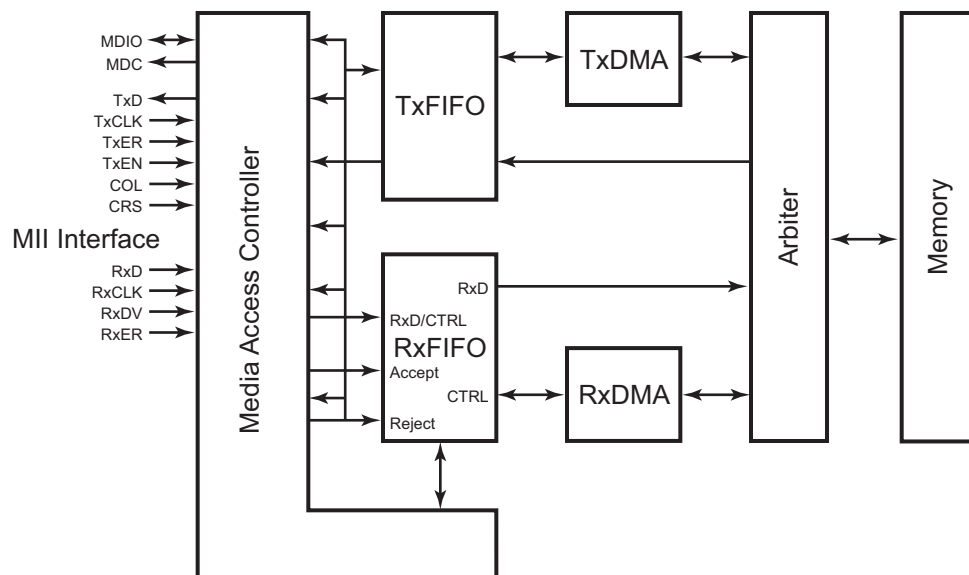 MDIO
MDC
TxD
TxCLK
TxER
TxEN
COL
CRS
MII Interface
RxD
RxCLK
RxDV
RxER
Media Access Controller
TxFIFO
TxDMA
RxD
RxD/CTRL
RxFIFO
Accept
CTRL
Reject
RxDMA
Arbiter
Memory